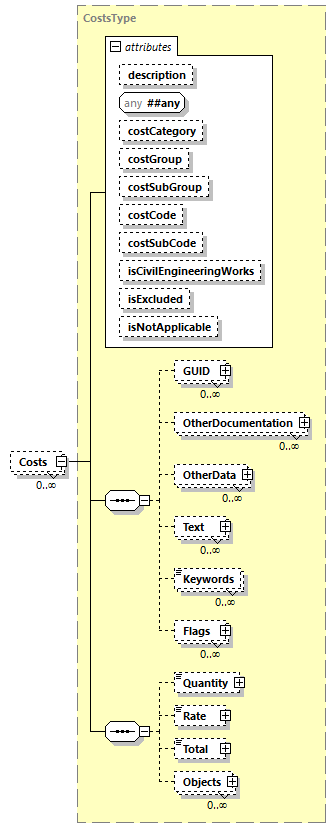 CostsType
attributes
description
any ##any
costCategory
costGroup
costSubGroup
costCode
costSubCode
isCivilEngineeringWorks
isExcluded
isNotApplicable
GUID
0..∞
OtherDocumentation
0..∞
OtherData
0..∞
Costs
0..∞
Text
0..∞
Keywords
0..∞
Flags
0..∞
Quantity
Rate
Total
Objects
0..∞